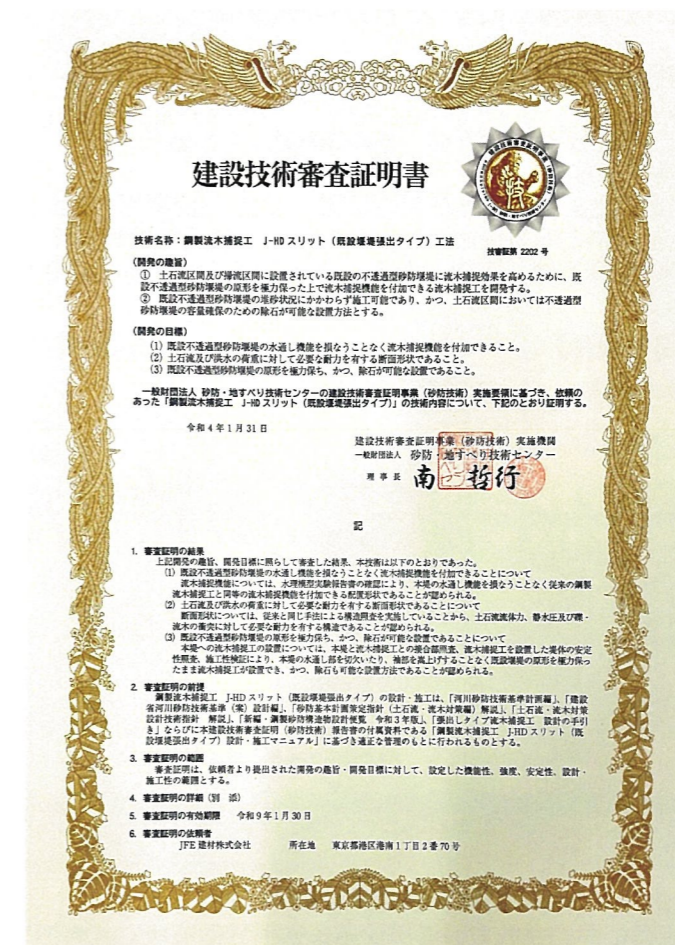 建設技術審査証明書
技術名称：鋼製流木捕捉工　J-HDスリット（既設堰堤張出タイプ）工法
技審証第 2202 号
（開発の趣旨）
①　土石流区間及び掃流区間に設置されている既設の不透過型砂防堰堤に流木捕捉効果を高めるために、既
設不透過型砂防堰堤の原形を極力保った上で流木捕捉機能を付加できる流木捕捉工を開発する。
②　既設不透過型砂防堰堤の堆砂状況にかかわらず施工可能であり、かつ、土石流区間においては不透過型
砂防堰堤の容量確保のための除石が可能な設置方法とする。
（開発の目標）
(1) 既設不透過型砂防堰堤の水通し機能を損なうことなく流木捕捉機能を付加できること。
(2) 土石流及び洪水の荷重に対して必要な耐力を有する断面形状であること。
(3) 既設不透過型砂防堰堤の原形を極力保ち、かつ、除石が可能な設置であること。
一般財団法人 砂防・地すべり技術センターの建設技術審査証明事業（砂防技術）実施要領に基づき、依頼の
あった「鋼製流木捕捉工　J-HDスリット（既設堰堤張出タイプ）」の技術内容について、下記のとおり証明する。
令和４年１月31日
建設技術審査証明事業（砂防技術）実施機関
一般財団法人　砂防・地すべり技術センター
理事長　南　哲行
記
1. 審査証明の結果
上記開発の趣旨、開発目標に照らして審査した結果、本技術は以下のとおりであった。
(1) 既設不透過型砂防堰堤の水通し機能を損なうことなく流木捕捉機能を付加できることについて
流木捕捉機能については、水理模型実験報告書の確認により、本堤の水通し機能を損なうことなく従来の鋼製
流木捕捉工と同等の流木捕捉機能を付加できる配置形状であることが認められる。
(2) 土石流及び洪水の荷重に対して必要な耐力を有する断面形状であることについて
断面形状については、従来と同じ手法による構造照査を実施していることから、土石流流体力、静水圧及び礫・
流木の衝突に対して必要な耐力を有する構造であることが認められる。
(3) 既設不透過型砂防堰堤の原形を極力保ち、かつ、除石が可能な設置であることについて
本堤への流木捕捉工の設置については、本堤と流木捕捉工との接合部照査、流木捕捉工を設置した堤体の安定
性照査、施工性検証により、本堤の水通し部を切欠いたり、袖部を嵩上げすることなく既設堰堤の原形を極力保っ
たまま流木捕捉工が設置でき、かつ、除石も可能な設置方法であることが認められる。
2. 審査証明の前提
鋼製流木捕捉工　J-HDスリット（既設堰堤張出タイプ）の設計・施工は、「河川砂防技術基準計画編」、「建設
省河川砂防技術基準（案）設計編」、「砂防基本計画策定指針（土石流・流木対策編）解説」、「土石流・流木対策
設計技術指針　解説」、「新編・鋼製砂防構造物設計便覧　令和３年版」、「張出しタイプ流木捕捉工　設計の手引
き」ならびに本建設技術審査証明（砂防技術）報告書の付属資料である「鋼製流木捕捉工　J-HDスリット（既
設堰堤張出タイプ）設計・施工マニュアル」に基づき適正な管理のもとに行われるものとする。
3. 審査証明の範囲
審査証明は、依頼者より提出された開発の趣旨・開発目標に対して、設定した機能性、強度、安定性、設計・
施工性の範囲とする。
4. 審査証明の詳細（別　添）
5. 審査証明の有効期限　令和９年１月30日
6. 審査証明の依頼者
JFE建材株式会社　所在地　東京都港区港南１丁目２番70号